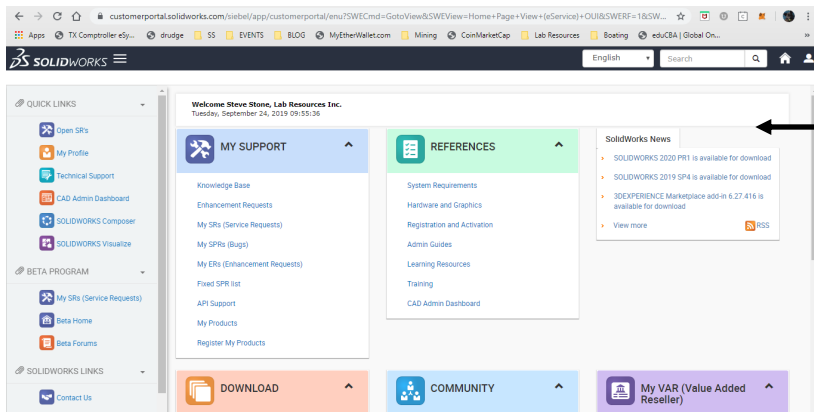 customerportal.solidworks.com/siebel/app/customerportal/enu?SWECmd=GotoView&SWEView=Home+Page+View+(eService)+OUI&SWERF=1&SW...
Apps TX Comptroller eSy... drudge SS EVENTS BLOG MyEtherWallet.com Mining CoinMarketCap Lab Resources Boating eduCBA | Global On... »
SOLIDWORKS English Search
QUICK LINKS
Open SR's
My Profile
Technical Support
CAD Admin Dashboard
SOLIDWORKS Composer
SOLIDWORKS Visualize
BETA PROGRAM
My SRs (Service Requests)
Beta Home
Beta Forums
SOLIDWORKS LINKS
Contact Us
Welcome Steve Stone, Lab Resources Inc.
Tuesday, September 24, 2019 09:55:36
MY SUPPORT
Knowledge Base
Enhancement Requests
My SRs (Service Requests)
My SPRs (Bugs)
My ERs (Enhancement Requests)
Fixed SPR list
API Support
My Products
Register My Products
REFERENCES
System Requirements
Hardware and Graphics
Registration and Activation
Admin Guides
Learning Resources
Training
CAD Admin Dashboard
SolidWorks News
SOLIDWORKS 2020 PR1 is available for download
SOLIDWORKS 2019 SP4 is available for download
3DEXPERIENCE Marketplace add-in 6.27.416 is
available for download
View more RSS
DOWNLOAD
COMMUNITY
My VAR (Value Added
Reseller)